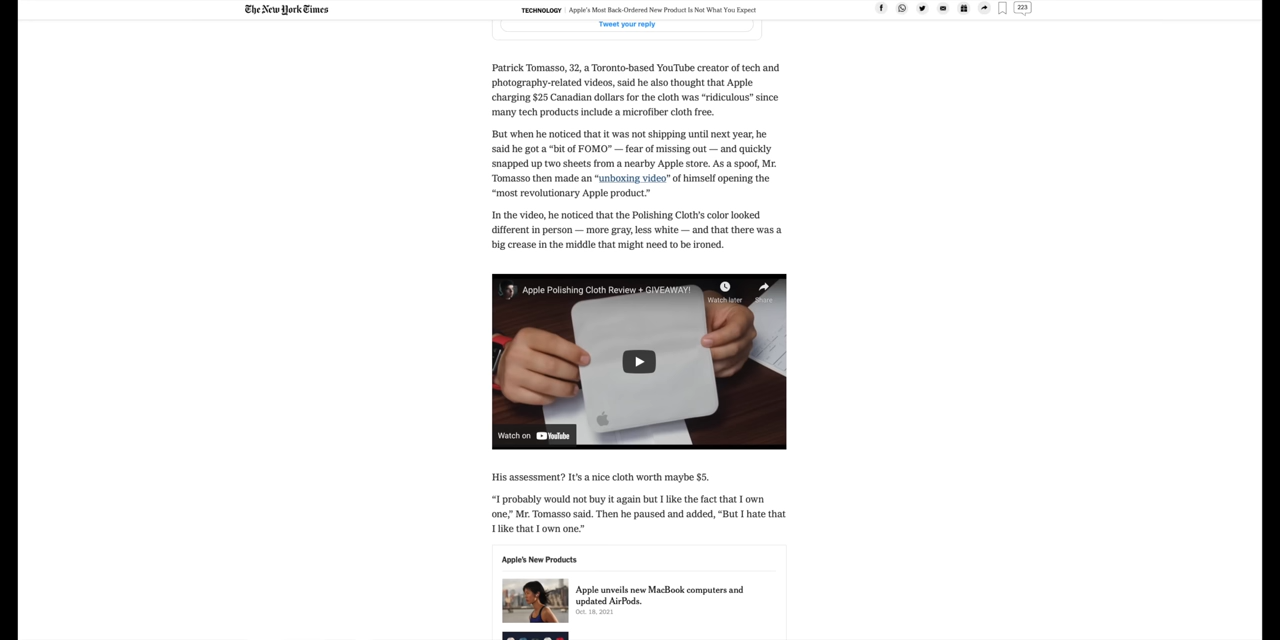 The New York Times
TECHNOLOGY | Apple's Most Back-Ordered New Product Is Not What You Expect
223
Tweet your reply
Patrick Tomasso, 32, a Toronto-based YouTube creator of tech and
photography-related videos, said he also thought that Apple
charging $25 Canadian dollars for the cloth was “ridiculous” since
many tech products include a microfiber cloth free.
But when he noticed that it was not shipping until next year, he
said he got a “bit of FOMO” — fear of missing out — and quickly
snapped up two sheets from a nearby Apple store. As a spoof, Mr.
Tomasso then made an “unboxing video” of himself opening the
“most revolutionary Apple product.”
In the video, he noticed that the Polishing Cloth’s color looked
different in person — more gray, less white — and that there was a
big crease in the middle that might need to be ironed.
Apple Polishing Cloth Review + GIVEAWAY!
Watch later
Share
Watch on YouTube
His assessment? It’s a nice cloth worth maybe $5.
“I probably would not buy it again but I like the fact that I own
one,” Mr. Tomasso said. Then he paused and added, “But I hate that
I like that I own one.”
Apple’s New Products
Apple unveils new MacBook computers and
updated AirPods.
Oct. 18, 2021